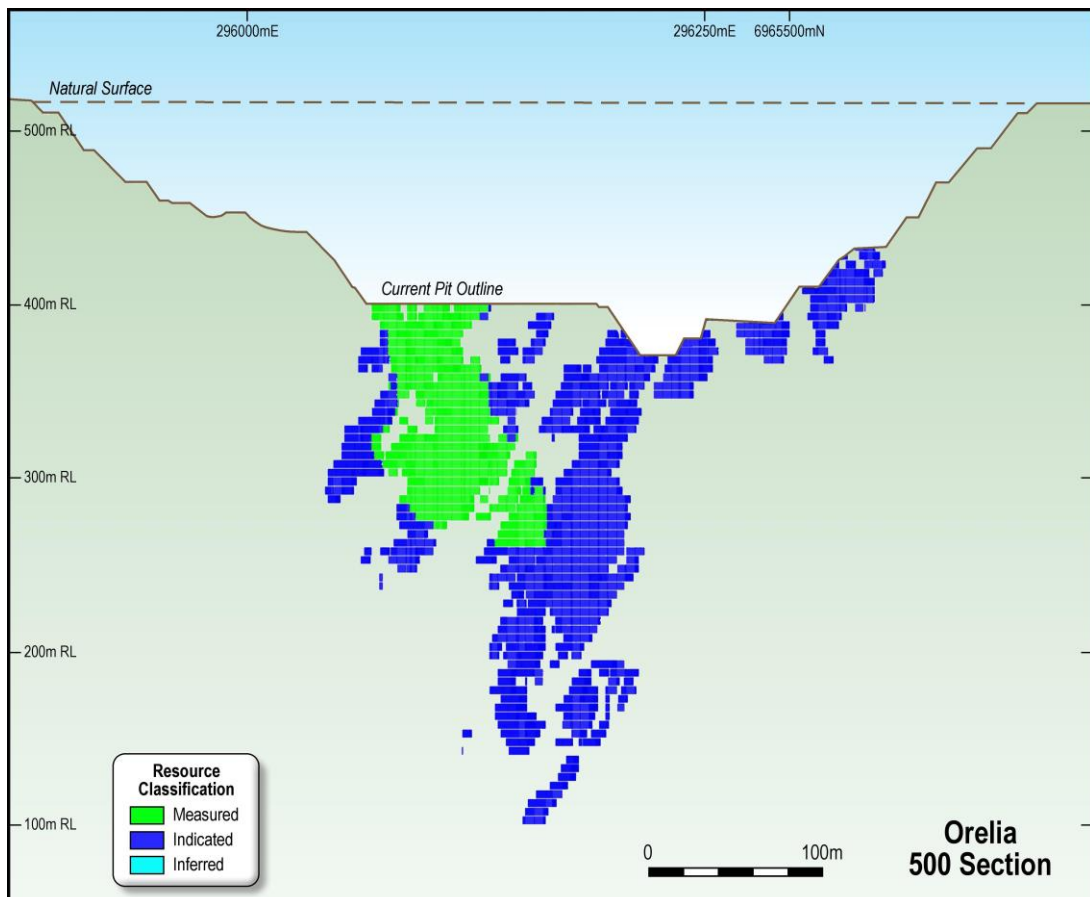 296000mE
296250mE
6965500mN
Natural Surface
500m RL
Current Pit Outline
400m RL
300m RL
200m RL
100m RL
Resource
Classification
Measured
Indicated
Inferred
0
100m
Orelia
500 Section